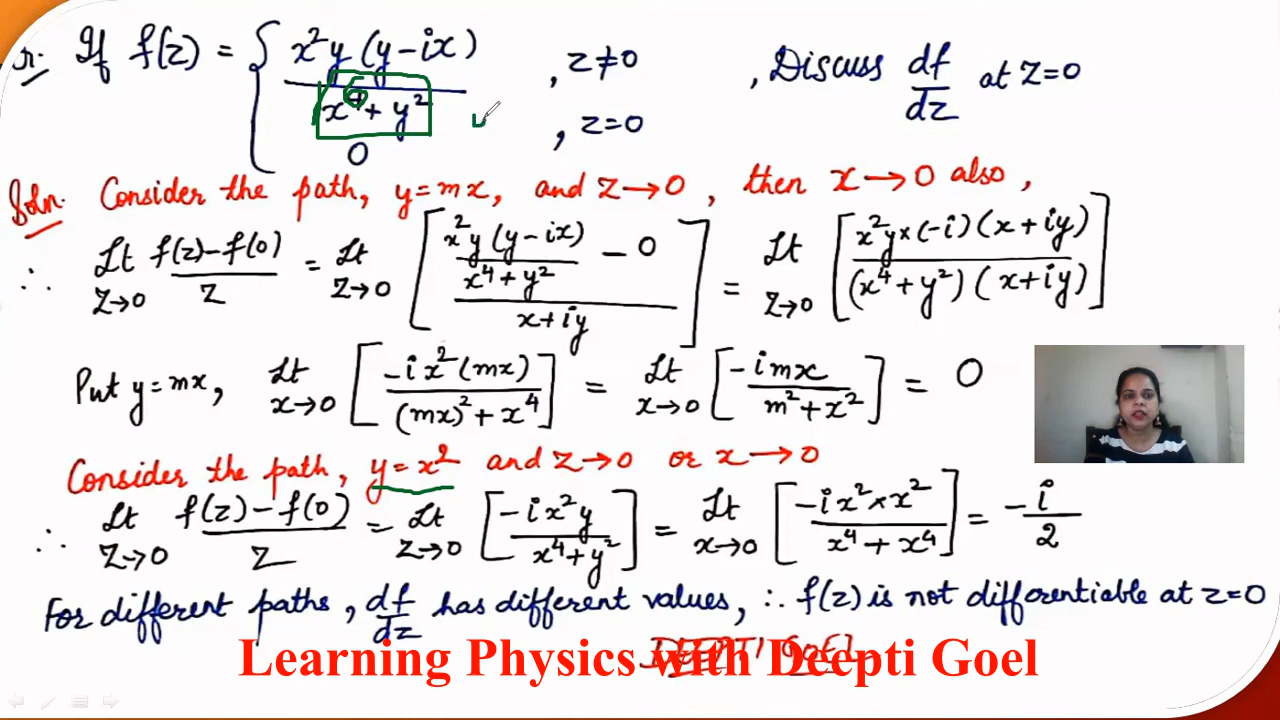 If f(z) = { x²y (y-ix) / x⁴ + y² , z≠0 , Discuss df/dz at z=0
0 , z=0
Soln. Consider the path, y=mx, and z→0, then x→0 also,
∴ Lt z→0 f(z)-f(0) / z = Lt z→0 [ x²y (y-ix) / x⁴+y² - 0 / x+iy ] = Lt z→0 [ x²y×(-i)(x+iy) / (x⁴+y²)(x+iy) ]
Put y=mx, Lt x→0 [ -ix²(mx) / (mx)²+x⁴ ] = Lt x→0 [ -imx / m²+x² ] = 0
Consider the path, y=x² and z→0 or x→0
∴ Lt z→0 f(z)-f(0) / z = Lt z→0 [ -ix²y / x⁴+y² ] = Lt x→0 [ -ix²×x² / x⁴+x⁴ ] = -i/2
For different paths, df/dz has different values, ∴ f(z) is not differentiable at z=0
DEEPTI GOEL
Learning Physics with Deepti Goel